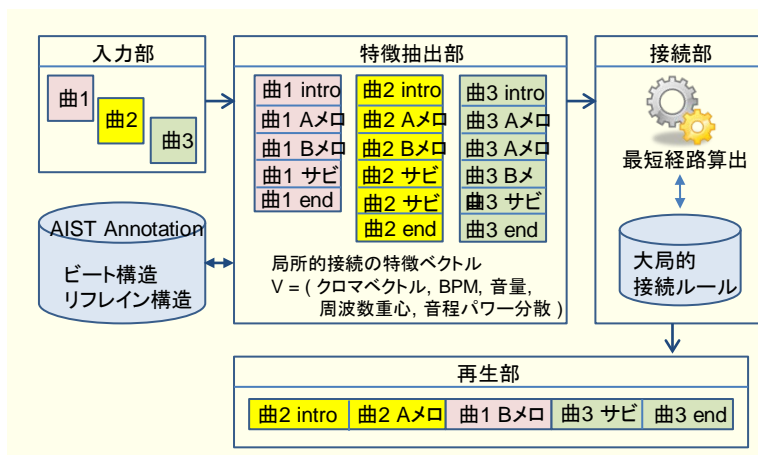 入力部
曲1
曲2
曲3
AIST Annotation
ビート構造
リフレイン構造
特徴抽出部
曲1 intro
曲1 Aメロ
曲1 Bメロ
曲1 サビ
曲1 end
曲2 intro
曲2 Aメロ
曲2 Bメロ
曲2 サビ
曲2 サビ
曲2 end
曲3 intro
曲3 Aメロ
曲3 Aメロ
曲3 Bメ
曲3 サビ
曲3 end
局所的接続の特徴ベクトル
V = ( クロマベクトル, BPM, 音量,
周波数重心, 音程パワー分散 )
接続部
最短経路算出
大局的
接続ルール
再生部
曲2 intro 曲2 Aメロ 曲1 Bメロ 曲3 サビ 曲3 end